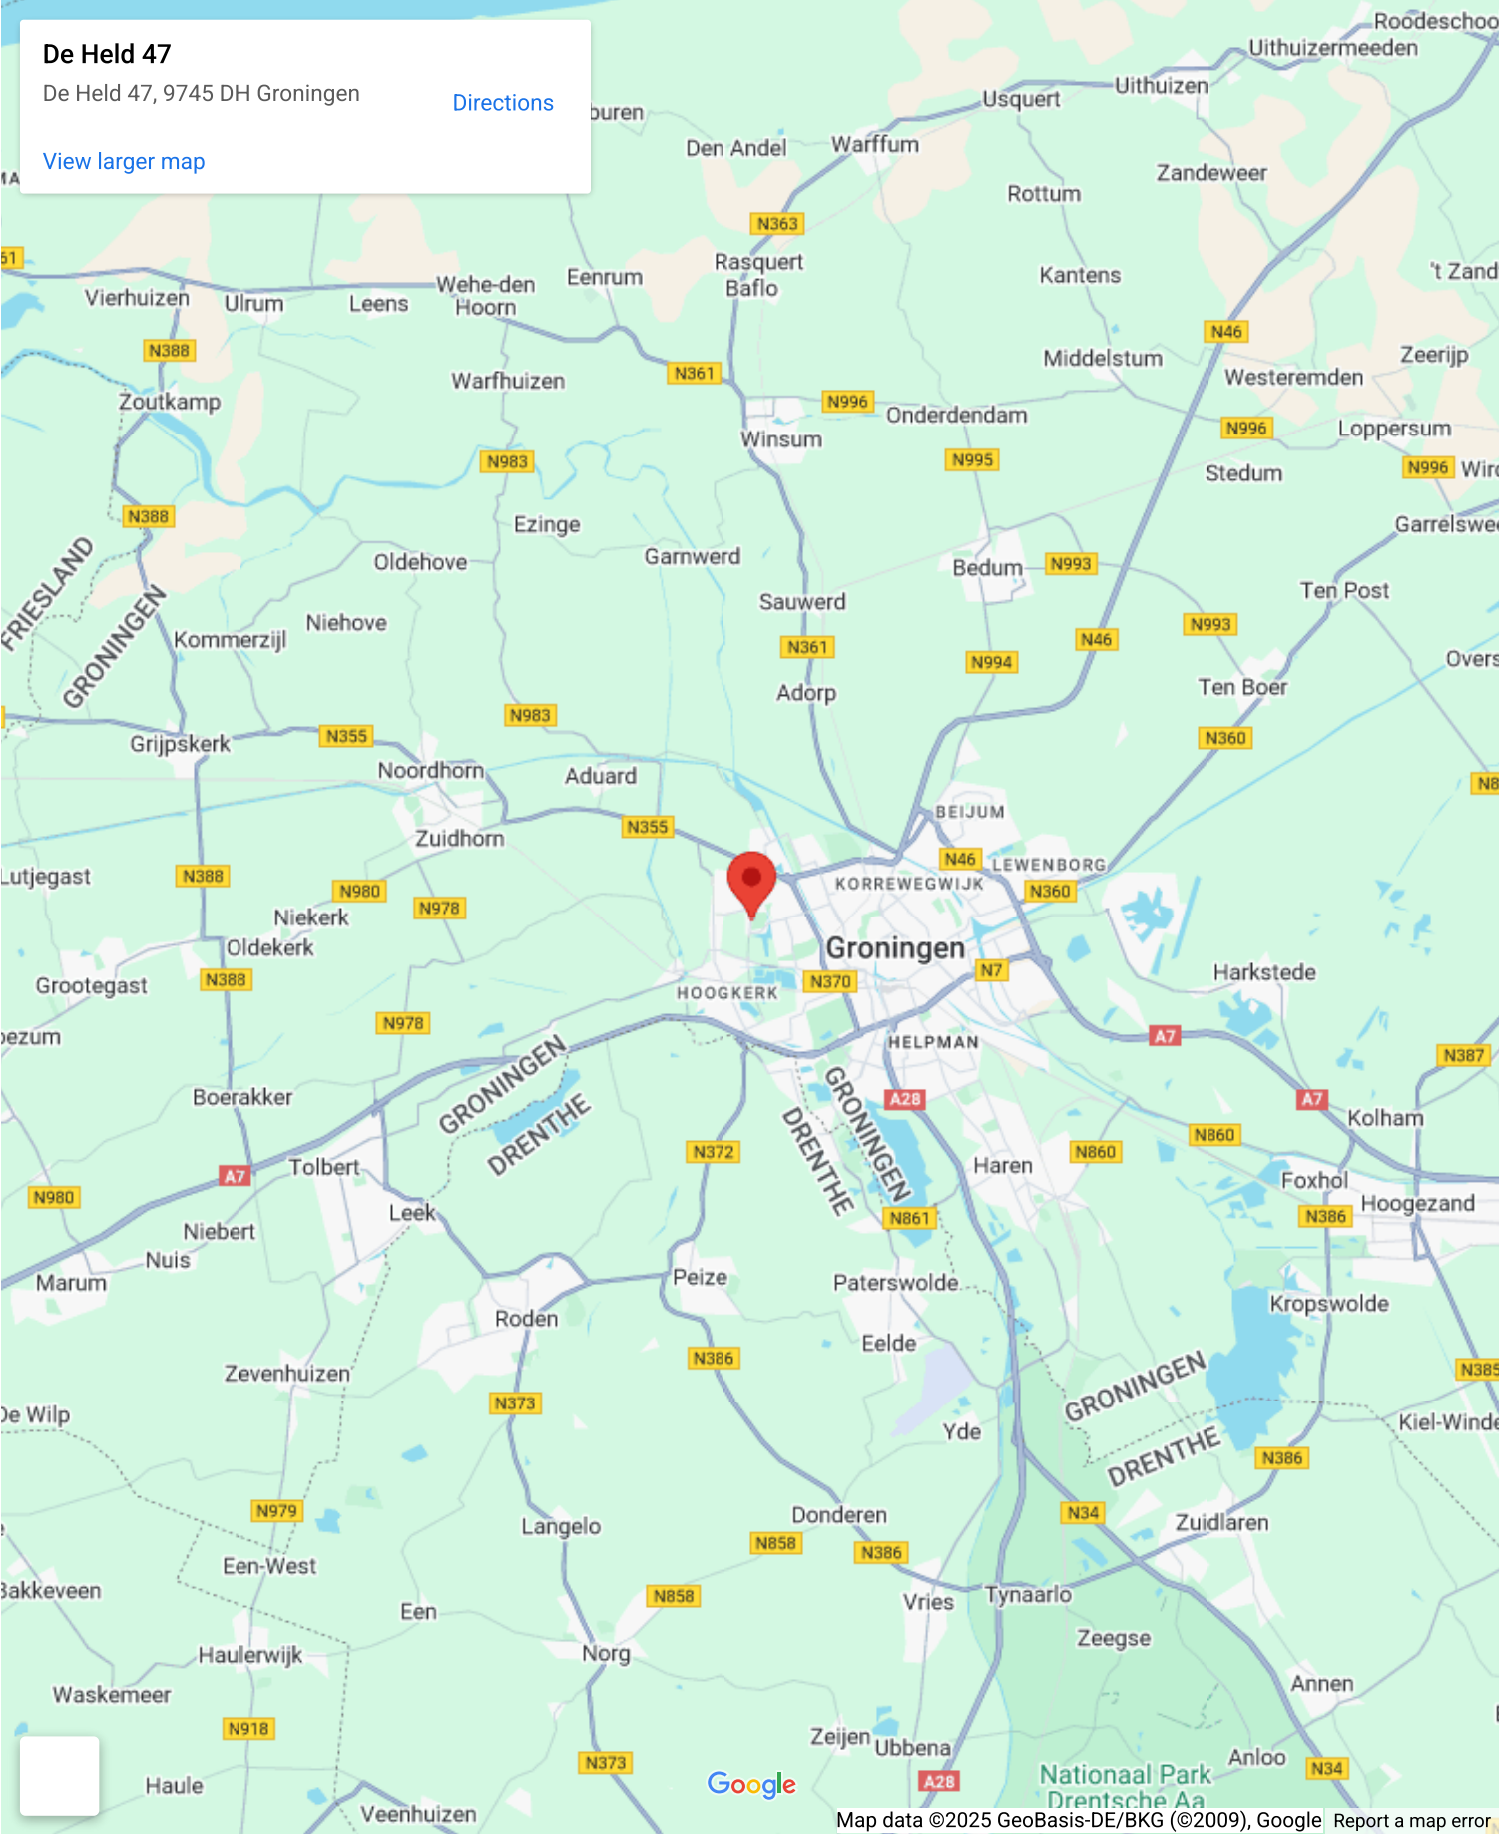 De Held 47
De Held 47, 9745 DH Groningen
Directions
View larger map
Roodeschoo
Uithuizermeeden
Uithuizen
Usquert
buren
Den Andel
Warffum
Zandeweer
Rottum
N363
61
Rasquert
Baflo
Eenrum
Kantens
't Zand
Vierhuizen
Ulrum
Leens
Wehe-den
Hoorn
N46
N388
Middelstum
Zeerijp
N361
Westeremden
Warfhuizen
Zoutkamp
N996
Onderdendam
N996
Loppersum
Winsum
N983
N995
Stedum
N996
N388
Ezinge
Garrelswe
Oldehove
Garnwerd
Bedum
N993
FRIESLAND
GRONINGEN
Ten Post
Sauwerd
Niehove
Kommerzijl
N993
N361
N46
N994
Overs
Adorp
Ten Boer
N983
N355
N360
Grijpskerk
Noordhorn
Aduard
N8
BEIJUM
N355
Zuidhorn
N46
LEWENBORG
Lutjegast
N388
N980
KORREWEGWIJK
N360
N978
Niekerk
Oldekerk
Groningen
Grootegast
N388
N7
N370
Harkstede
HOOGKERK
N978
A7
HELPMAN
N387
GRONINGEN
DRENTHE
Boerakker
GRONINGEN
DRENTHE
A28
A7
Kolham
N860
N372
N860
A7
Tolbert
Haren
Foxhol
N980
Leek
N861
Hoogezand
N386
Niebert
Nuis
Marum
Peize
Paterswolde
Kropswolde
Roden
Eelde
N386
Zevenhuizen
GRONINGEN
DRENTHE
N385
N373
De Wilp
Yde
Kiel-Winde
N386
N979
N34
Langelo
Donderen
Zuidlaren
N858
N386
Een-West
Bakkeveen
N858
Vries
Tynaarlo
Een
Zeegse
Haulerwijk
Norg
Annen
Waskemeer
N918
Zeijen
Ubbena
N373
Anloo
N34
Haule
Google
A28
Nationaal Park
Drentsche Aa
Veenhuizen
Map data ©2025 GeoBasis-DE/BKG (©2009), Google
Report a map error